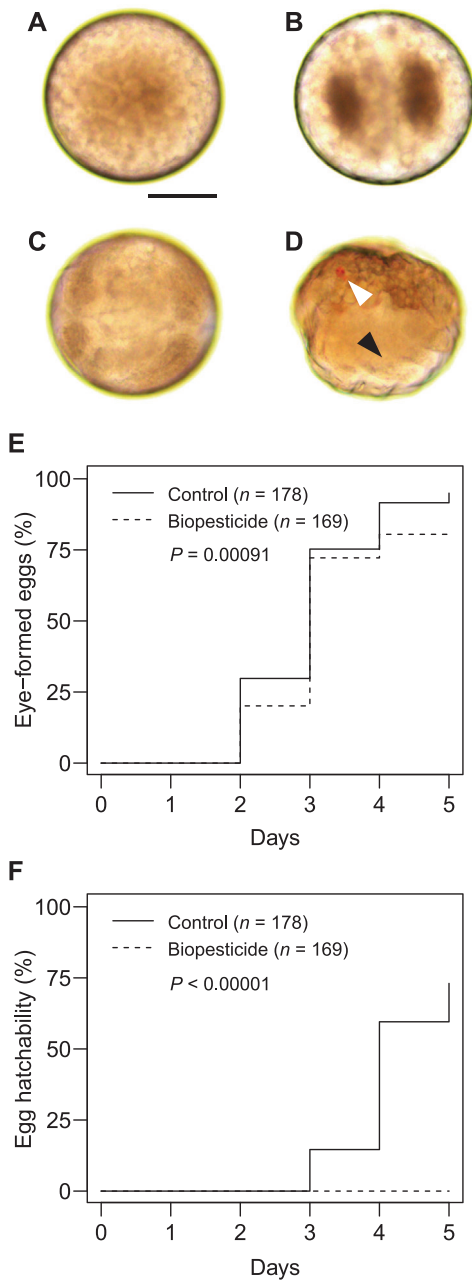 A
B
C
D
E
Eye−formed eggs (%)
100
75
50
25
0
Control (n = 178)
Biopesticide (n = 169)
P = 0.00091
0 1 2 3 4 5
Days
F
Egg hatchability (%)
100
75
50
25
0
Control (n = 178)
Biopesticide (n = 169)
P < 0.00001
0 1 2 3 4 5
Days